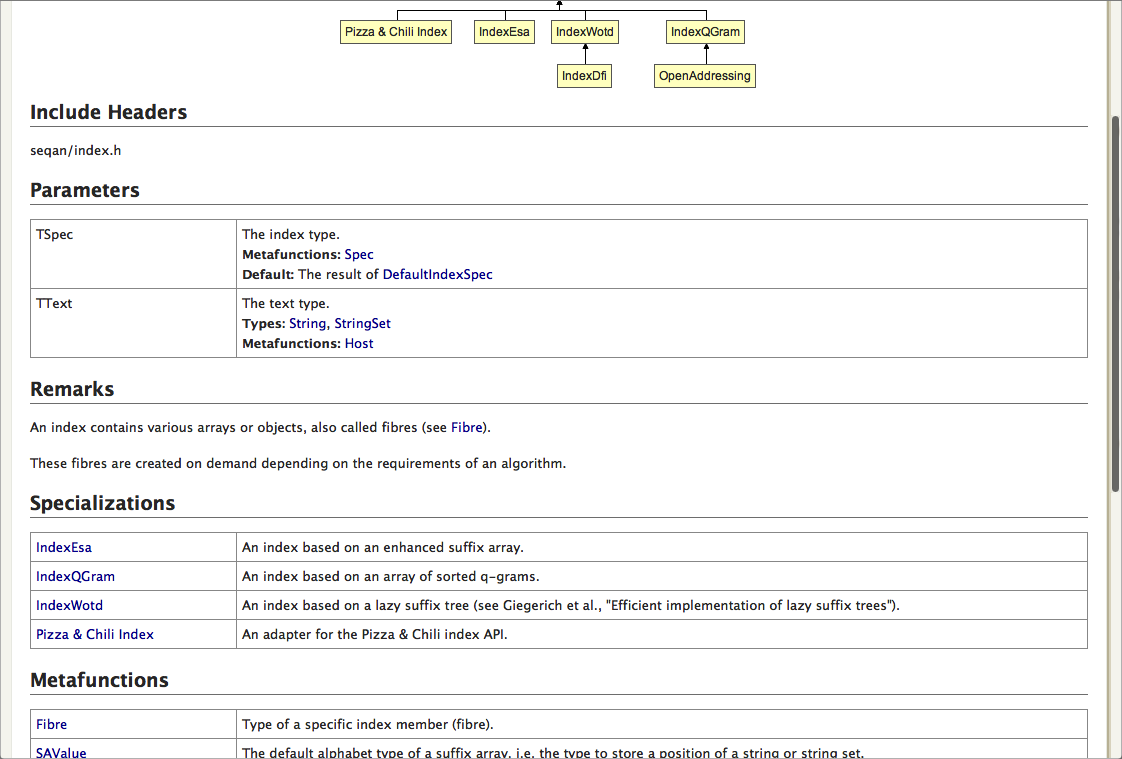 Pizza & Chili Index IndexEsa IndexWotd IndexQGram
IndexDfi OpenAddressing
Include Headers
seqan/index.h
Parameters
TSpec The index type.
Metafunctions: Spec
Default: The result of DefaultIndexSpec
TText The text type.
Types: String, StringSet
Metafunctions: Host
Remarks
An index contains various arrays or objects, also called fibres (see Fibre).
These fibres are created on demand depending on the requirements of an algorithm.
Specializations
IndexEsa An index based on an enhanced suffix array.
IndexQGram An index based on an array of sorted q-grams.
IndexWotd An index based on a lazy suffix tree (see Giegerich et al., "Efficient implementation of lazy suffix trees").
Pizza & Chili Index An adapter for the Pizza & Chili index API.
Metafunctions
Fibre Type of a specific index member (fibre).
SAValue The default alphabet type of a suffix array, i.e. the type to store a position of a string or string set.